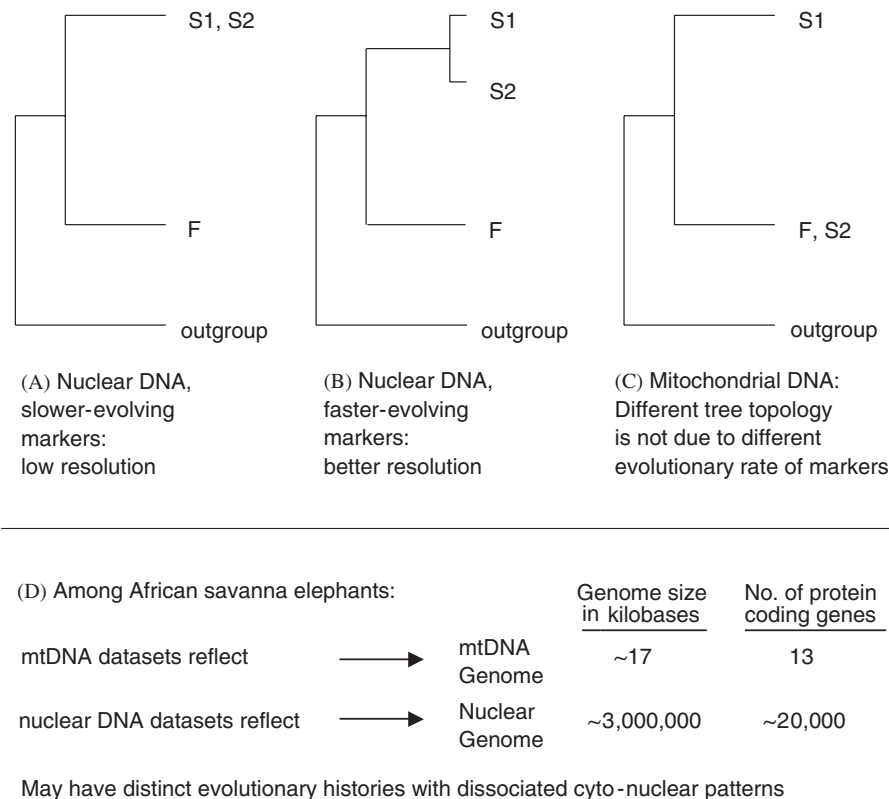 S1, S2
F
outgroup
(A) Nuclear DNA,
slower-evolving
markers:
low resolution
S1
S2
F
outgroup
(B) Nuclear DNA,
faster-evolving
markers:
better resolution
S1
F, S2
outgroup
(C) Mitochondrial DNA:
Different tree topology
is not due to different
evolutionary rate of markers
(D) Among African savanna elephants:
Genome size
in kilobases
No. of protein
coding genes
mtDNA datasets reflect
mtDNA
Genome
~17
13
nuclear DNA datasets reflect
Nuclear
Genome
~3,000,000
~20,000
May have distinct evolutionary histories with dissociated cyto-nuclear patterns